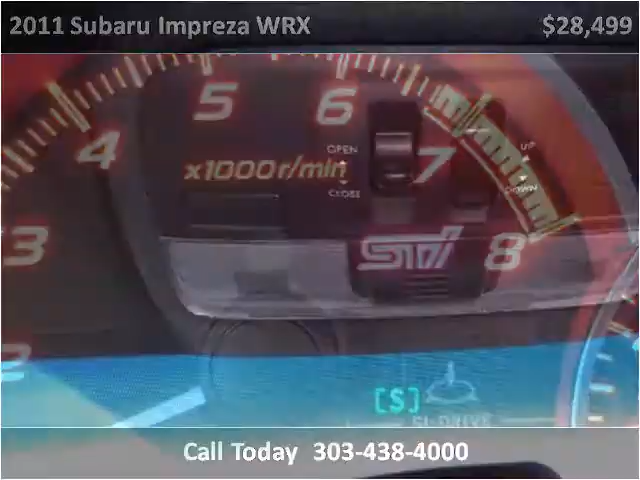 2011 Subaru Impreza WRX $28,499
5 6
4 OPEN 7 UP
x1000r/min
CLOSE DOWN
3 STI 8
2
[S]
SI-DRIVE
Call Today 303-438-4000